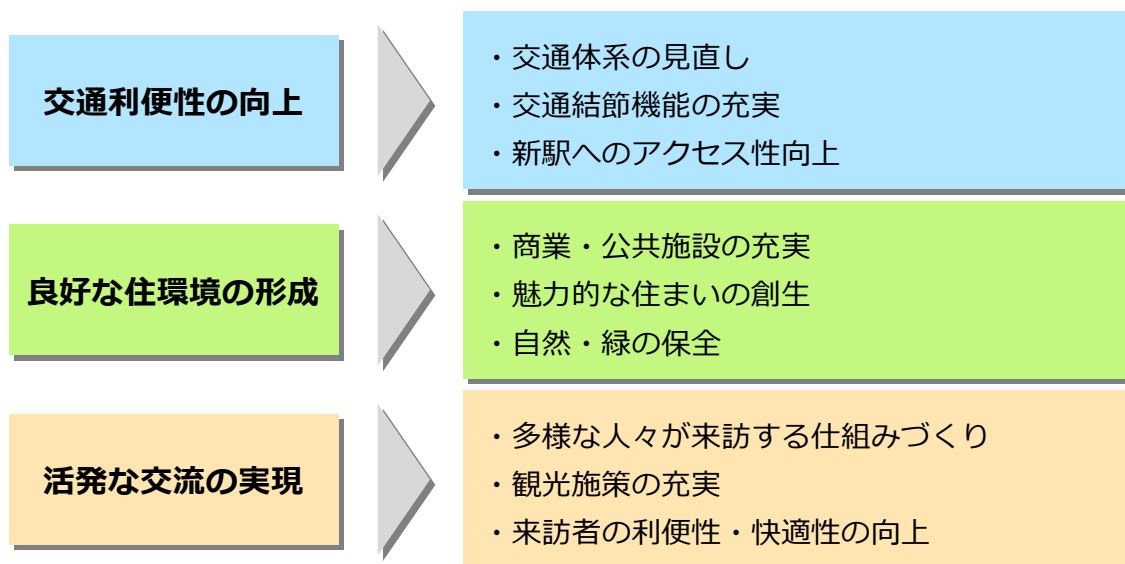 交通利便性の向上
・交通体系の見直し
・交通結節機能の充実
・新駅へのアクセス性向上
良好な住環境の形成
・商業・公共施設の充実
・魅力的な住まいの創生
・自然・緑の保全
活発な交流の実現
・多様な人々が来訪する仕組みづくり
・観光施策の充実
・来訪者の利便性・快適性の向上